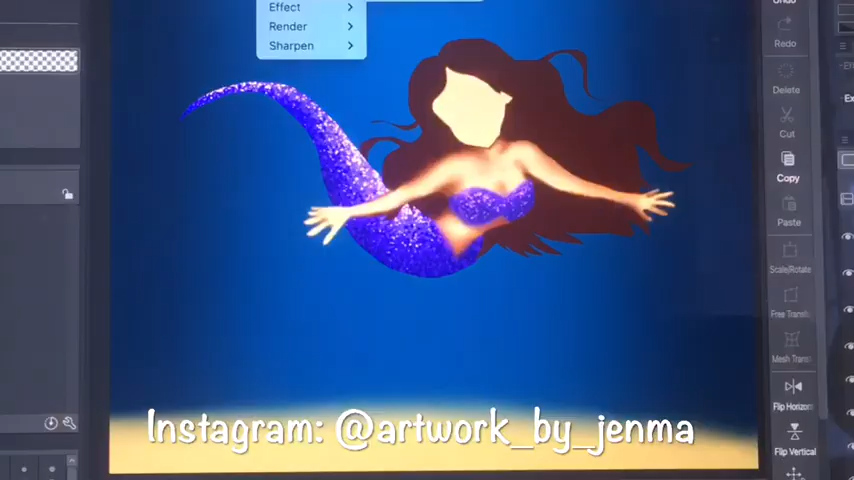 Effect
Render
Sharpen
Undo
Redo
Delete
Cut
Copy
Paste
Scale/Rotate
Free Transf
Mesh Trans
Flip Horizon
Flip Vertical
Instagram: @artwork_by_jenma